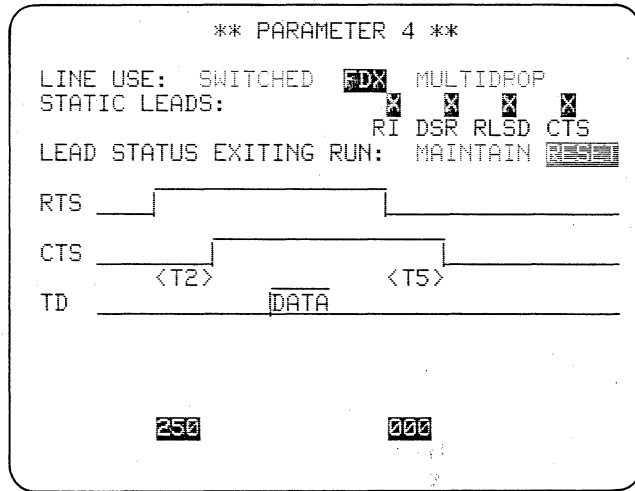 ** PARAMETER 4 **
LINE USE: SWITCHED FDX MULTIDROP
STATIC LEADS: X X X X
RI DSR RLSD CTS
LEAD STATUS EXITING RUN: MAINTAIN RESET
RTS
CTS
<T2> <T5>
TD DATA
250 000